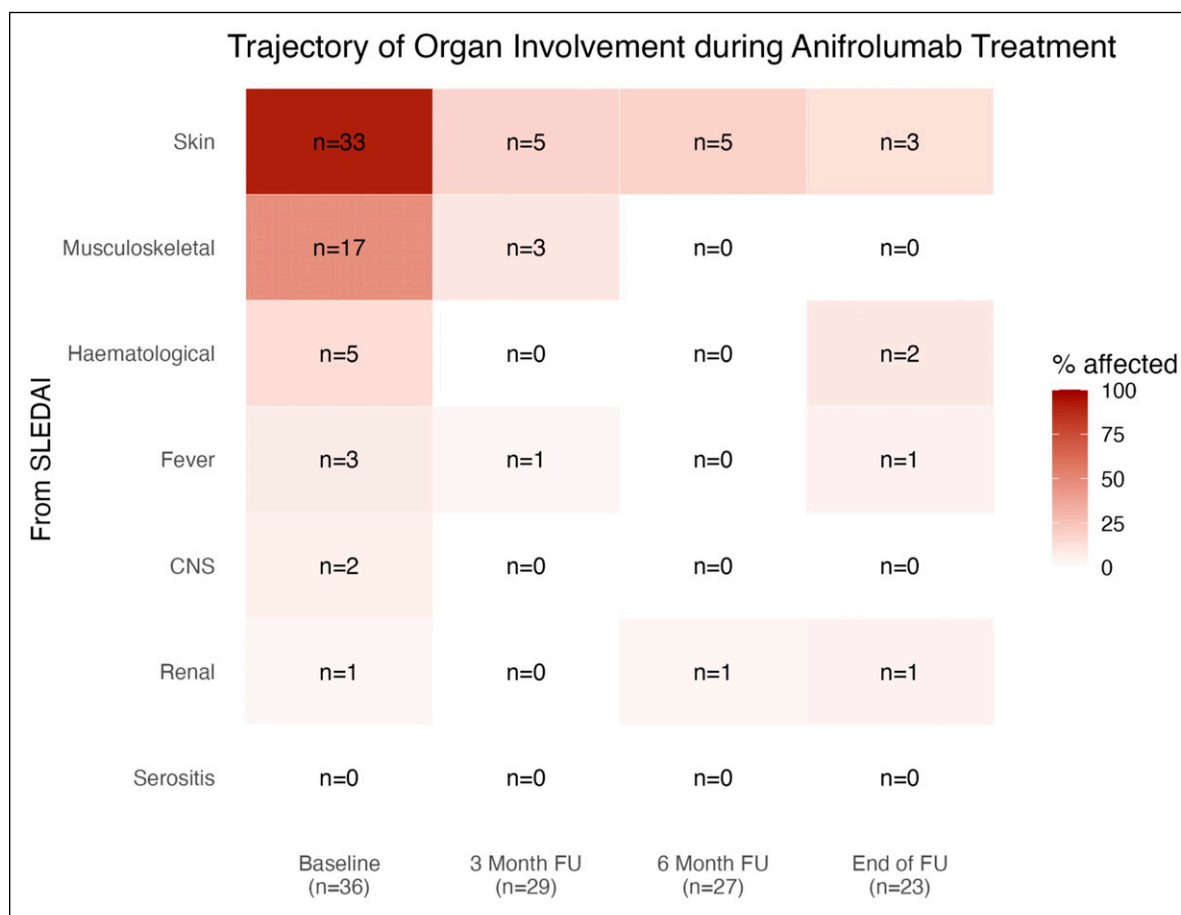 Trajectory of Organ Involvement during Anifrolumab Treatment
From SLEDAI
Skin n=33 n=5 n=5 n=3
Musculoskeletal n=17 n=3 n=0 n=0
Haematological n=5 n=0 n=0 n=2
Fever n=3 n=1 n=0 n=1
CNS n=2 n=0 n=0 n=0
Renal n=1 n=0 n=1 n=1
Serositis n=0 n=0 n=0 n=0
Baseline 3 Month FU 6 Month FU End of FU
(n=36) (n=29) (n=27) (n=23)
% affected
100
75
50
25
0